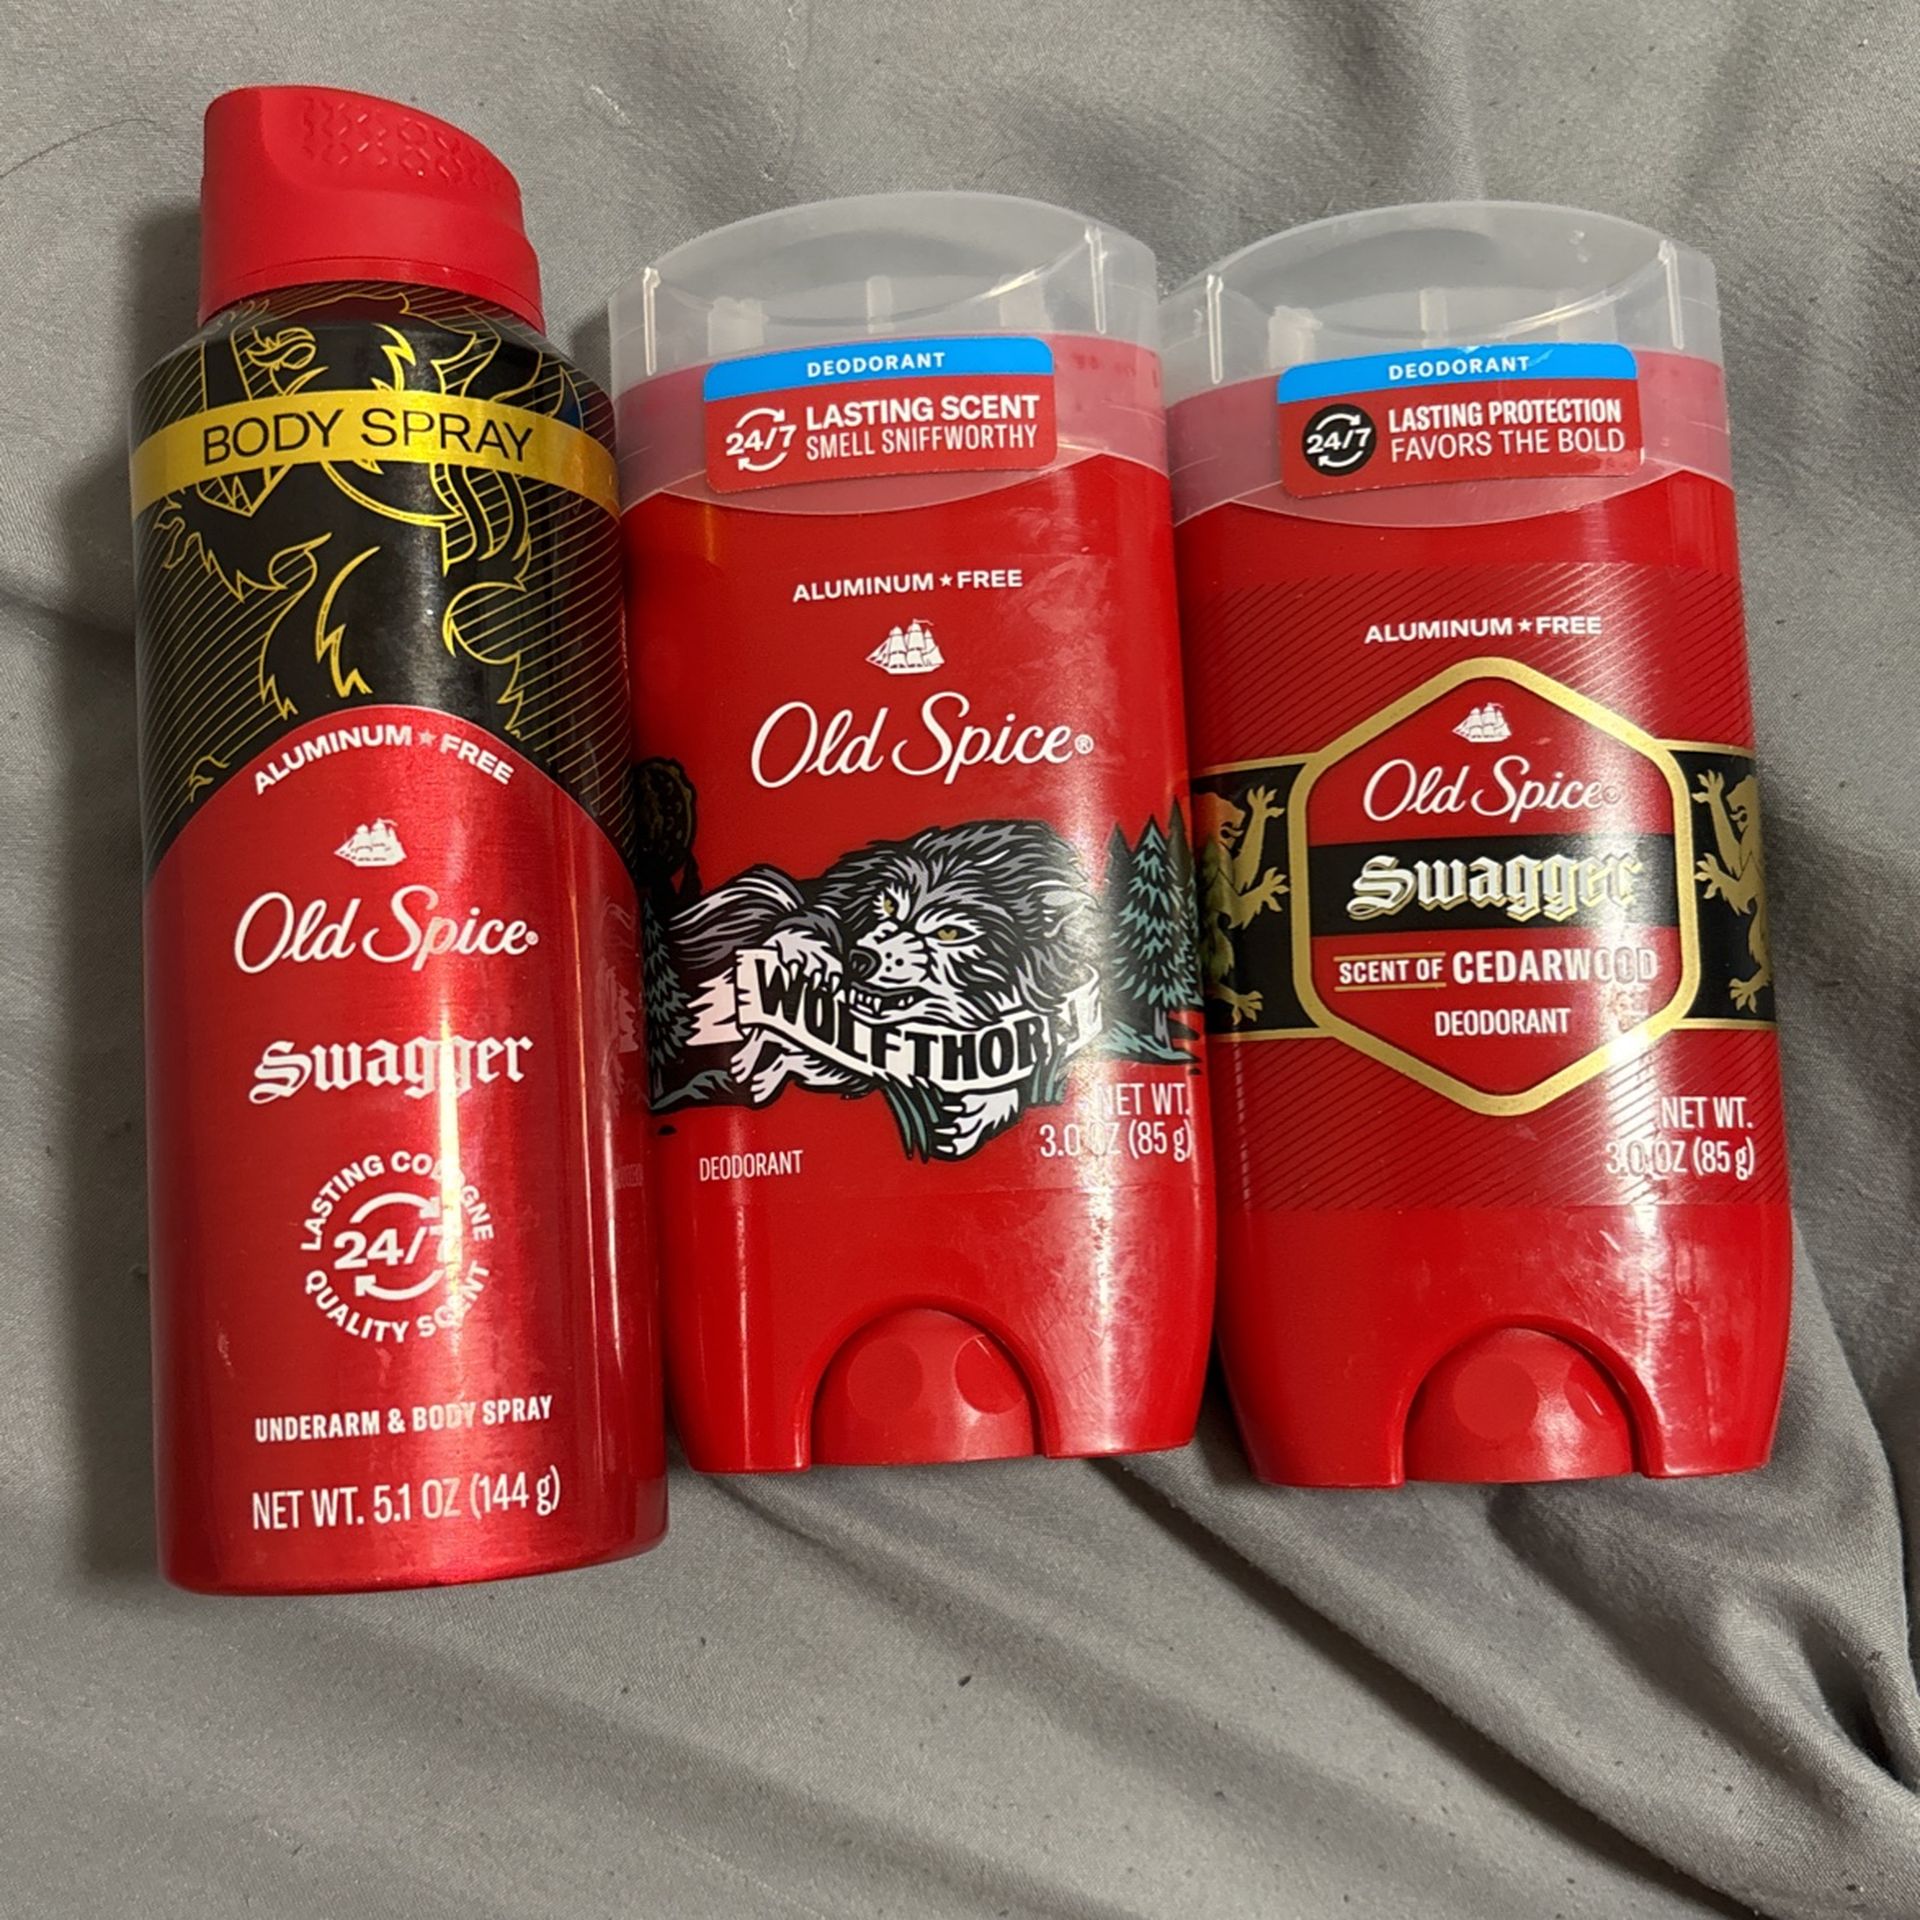 BODY SPRAY
ALUMINUM★FREE
Old Spice®
Swagger
LASTING COLOGNE
24/7
QUALITY SCENT
UNDERARM & BODY SPRAY
NET WT. 5.1 OZ (144 g)
DEODORANT
24/7 LASTING SCENT
SMELL SNIFFWORTHY
ALUMINUM★FREE
Old Spice®
WOLFTHORN
DEODORANT
NET WT.
3.0 OZ (85 g)
DEODORANT
24/7 LASTING PROTECTION
FAVORS THE BOLD
ALUMINUM★FREE
Old Spice®
Swagger
SCENT OF CEDARWOOD
DEODORANT
NET WT.
3.0 OZ (85 g)